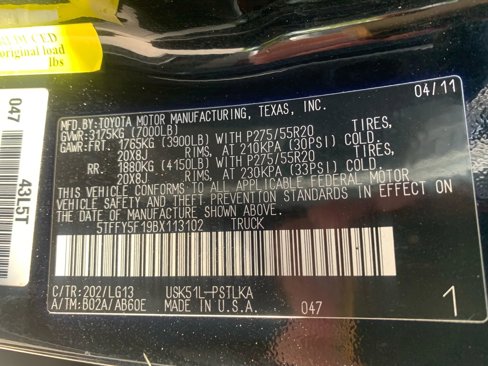 original load
lbs
047
43L5T
MFD.BY:TOYOTA MOTOR MANUFACTURING, TEXAS, INC. 04/11
GVWR:3175KG (7000LB)
GAWR:FRT. 1765KG (3900LB) WITH P275/55R20 TIRES,
20X8J RIMS, AT 210KPA (30PSI) COLD.
RR. 1880KG (4150LB) WITH P275/55R20 TIRES,
20X8J RIMS, AT 230KPA (33PSI) COLD.
THIS VEHICLE CONFORMS TO ALL APPLICABLE FEDERAL MOTOR
VEHICLE SAFETY AND THEFT PREVENTION STANDARDS IN EFFECT ON
THE DATE OF MANUFACTURE SHOWN ABOVE.
5TFFY5F19BX113102 TRUCK
C/TR:202/LG13 USK51L-PSTLKA
A/TM:B02A/AB60E MADE IN U.S.A. 047 1